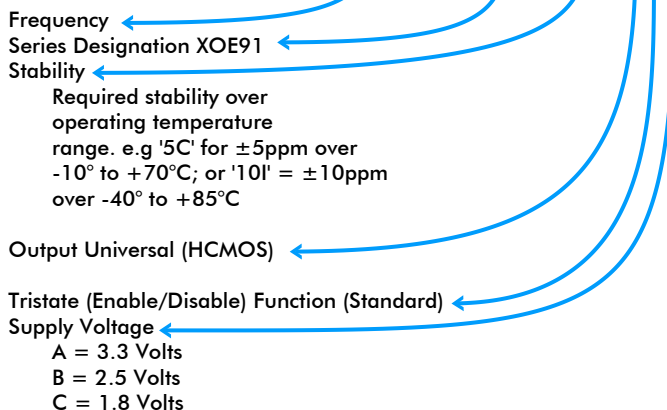 Frequency
Series Designation XOE91
Stability
Required stability over
operating temperature
range. e.g '5C' for ±5ppm over
-10° to +70°C; or '10I' = ±10ppm
over -40° to +85°C
Output Universal (HCMOS)
Tristate (Enable/Disable) Function (Standard)
Supply Voltage
A = 3.3 Volts
B = 2.5 Volts
C = 1.8 Volts